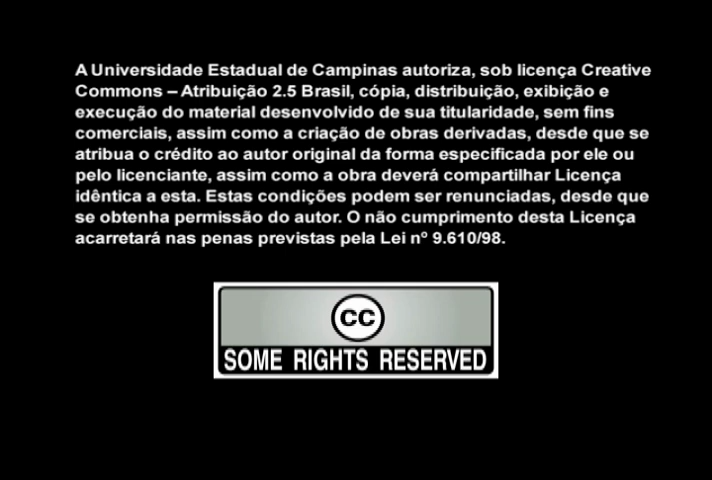 A Universidade Estadual de Campinas autoriza, sob licença Creative
Commons – Atribuição 2.5 Brasil, cópia, distribuição, exibição e
execução do material desenvolvido de sua titularidade, sem fins
comerciais, assim como a criação de obras derivadas, desde que se
atribua o crédito ao autor original da forma especificada por ele ou
pelo licenciante, assim como a obra deverá compartilhar Licença
idêntica a esta. Estas condições podem ser renunciadas, desde que
se obtenha permissão do autor. O não cumprimento desta Licença
acarretará nas penas previstas pela Lei nº 9.610/98.
CC
SOME RIGHTS RESERVED